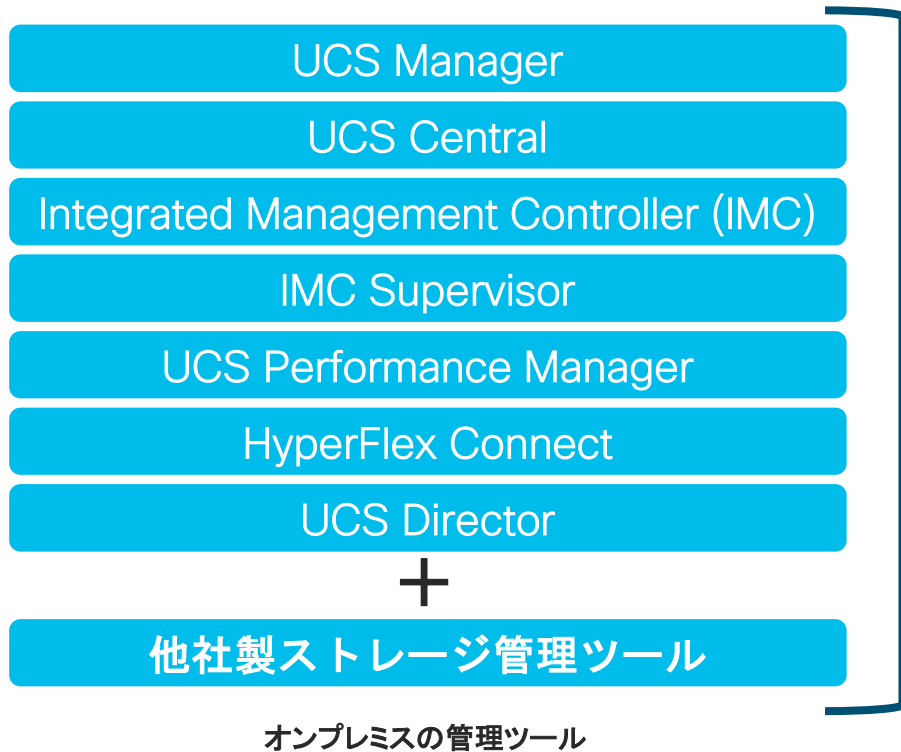 UCS Manager
UCS Central
Integrated Management Controller (IMC)
IMC Supervisor
UCS Performance Manager
HyperFlex Connect
UCS Director
+
他社製ストレージ管理ツール
オンプレミスの管理ツール